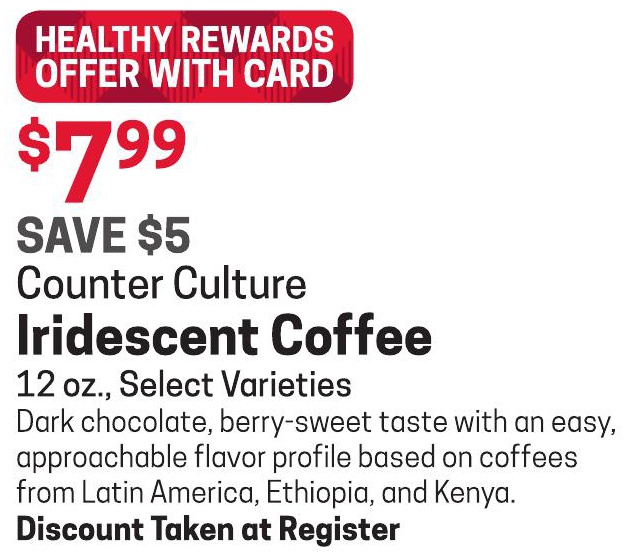 HEALTHY REWARDS
OFFER WITH CARD
$7.99
SAVE $5
Counter Culture
Iridescent Coffee
12 oz., Select Varieties
Dark chocolate, berry-sweet taste with an easy,
approachable flavor profile based on coffees
from Latin America, Ethiopia, and Kenya.
Discount Taken at Register